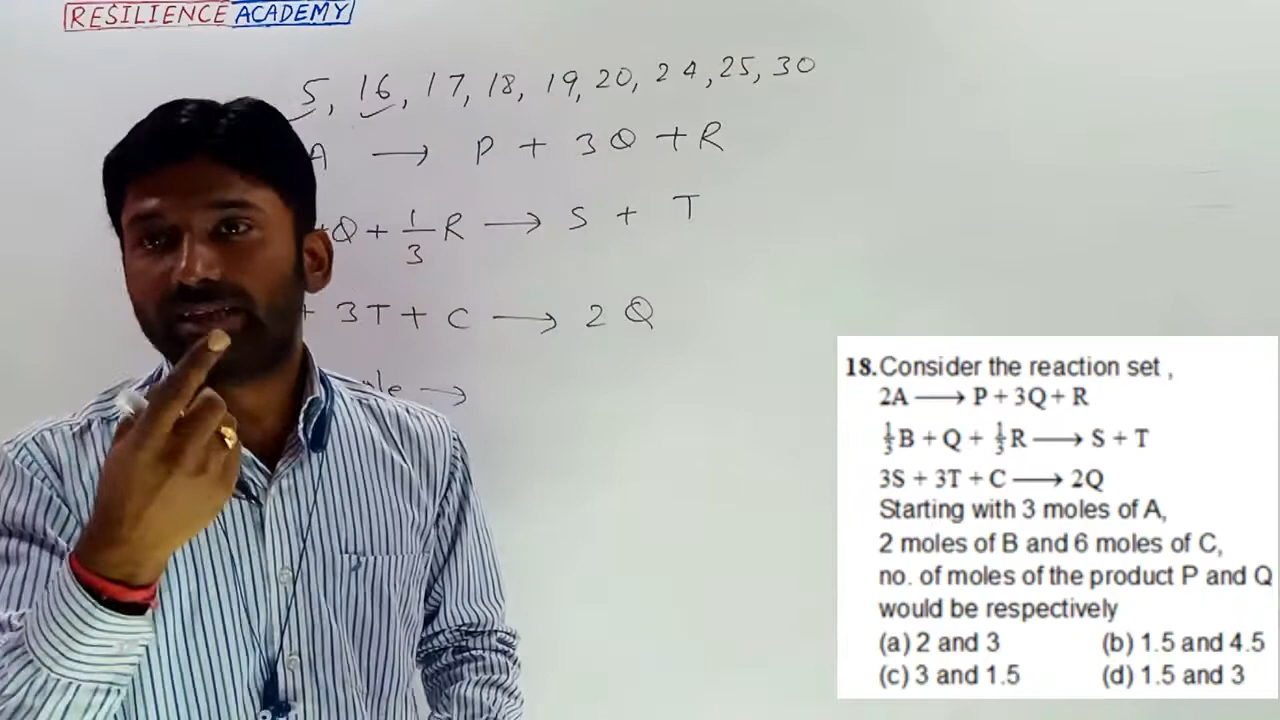 RESILIENCE ACADEMY
5, 16, 17, 18, 19, 20, 24, 25, 30
A ⟶ P + 3Q + R
+Q + 1/3 R ⟶ S + T
+ 3T + C ⟶ 2Q
⟶
18. Consider the reaction set ,
2A ⟶ P + 3Q + R
1/3 B + Q + 1/3 R ⟶ S + T
3S + 3T + C ⟶ 2Q
Starting with 3 moles of A,
2 moles of B and 6 moles of C,
no. of moles of the product P and Q
would be respectively
(a) 2 and 3 (b) 1.5 and 4.5
(c) 3 and 1.5 (d) 1.5 and 3